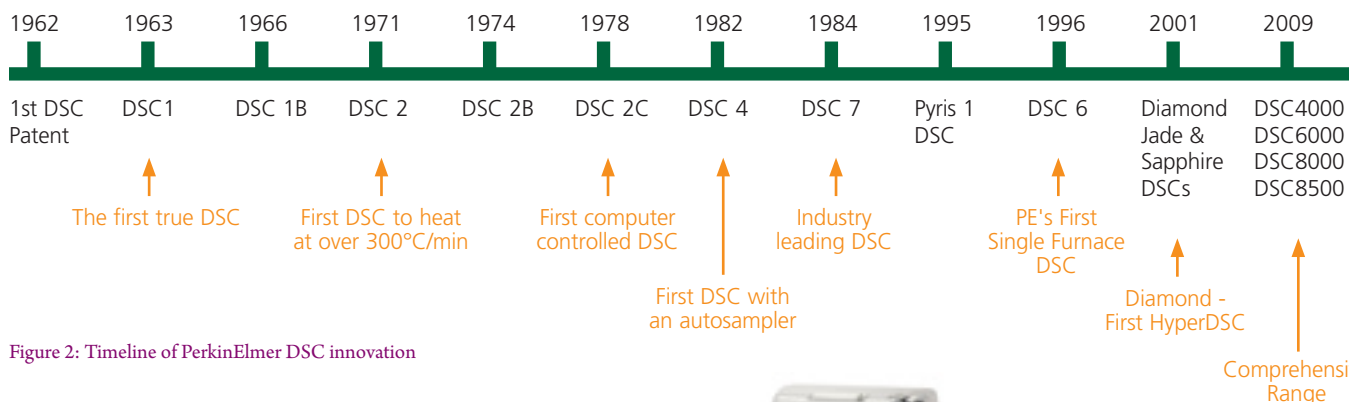 1962 1963 1966 1971 1974 1978 1982 1984 1995 1996 2001 2009
1st DSC DSC1 DSC 1B DSC 2 DSC 2B DSC 2C DSC 4 DSC 7 Pyris 1 DSC 6 Diamond DSC4000
Patent DSC Jade & DSC6000
Sapphire DSC8000
DSCs DSC8500
The first true DSC First DSC to heat First computer Industry PE's First
at over 300°C/min controlled DSC leading DSC Single Furnace
DSC
First DSC with Diamond -
an autosampler First HyperDSC
Figure 2: Timeline of PerkinElmer DSC innovation
Comprehensi
Range